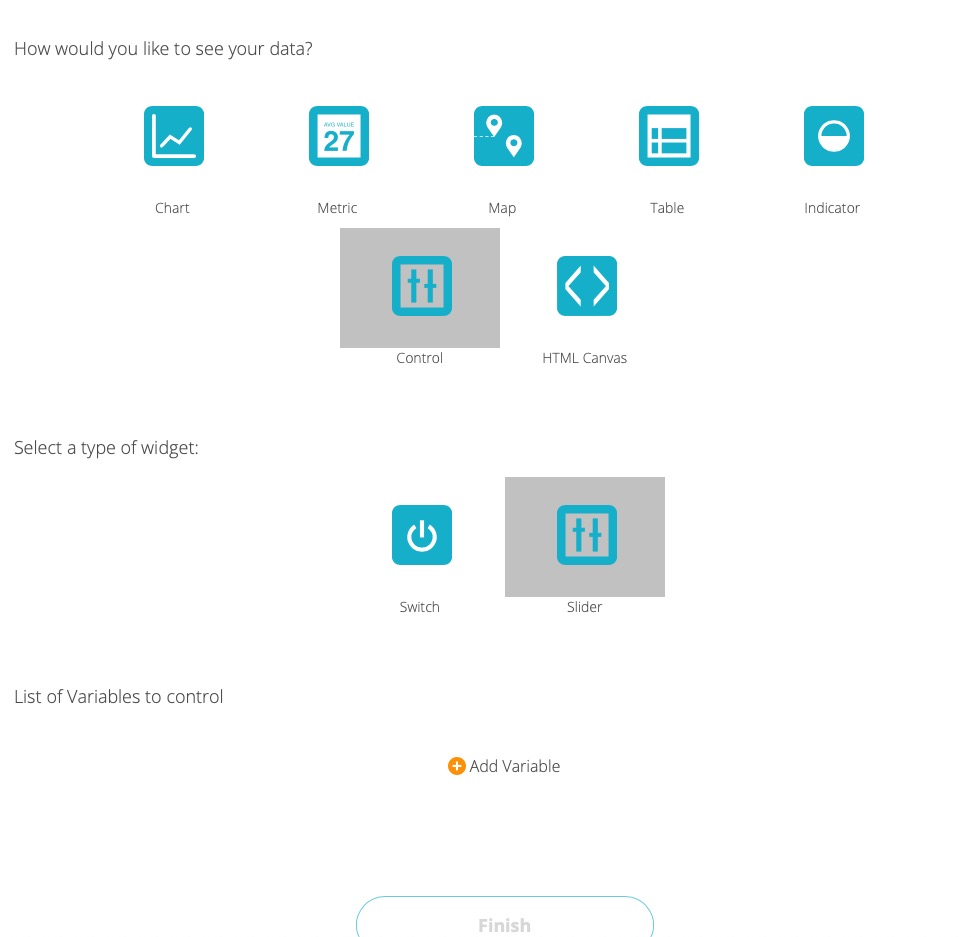 How would you like to see your data?
AVG VALUE
27
Chart
Metric
Map
Table
Indicator
Control
HTML Canvas
Select a type of widget:
Switch
Slider
List of Variables to control
Add Variable
Finish